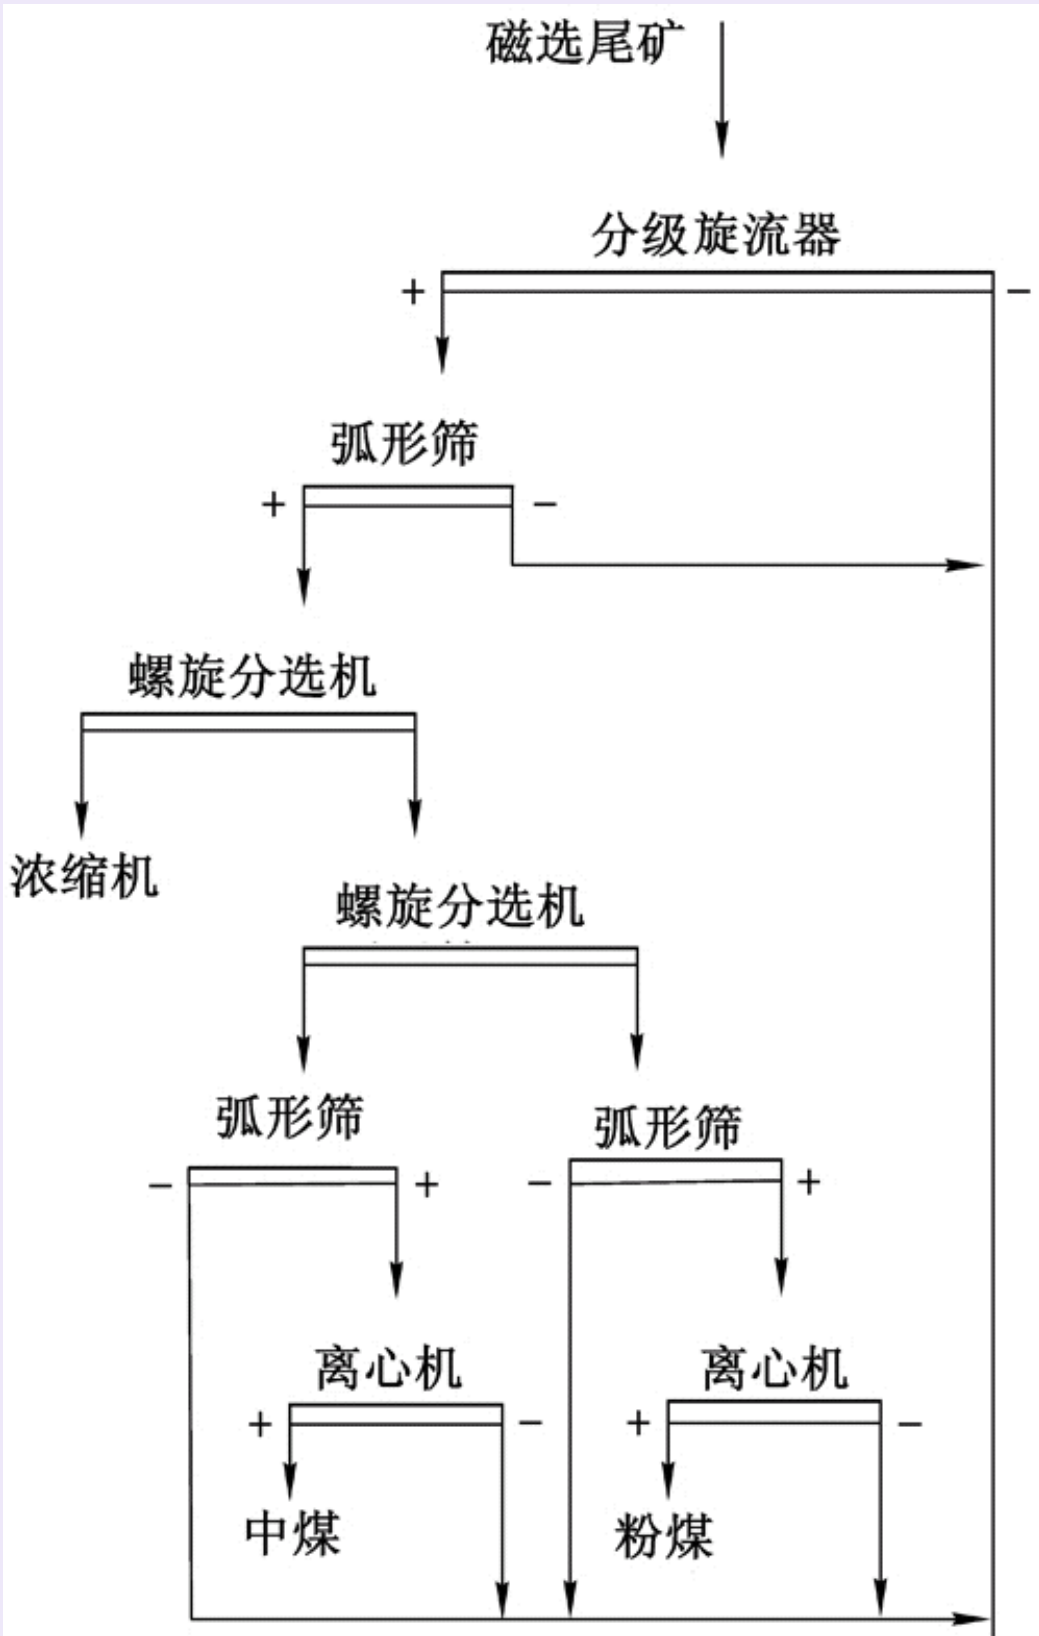 磁选尾矿
分级旋流器
+ −
弧形筛
+ −
螺旋分选机
浓缩机
螺旋分选机
弧形筛 弧形筛
− + − +
离心机 离心机
+ − + −
中煤 粉煤